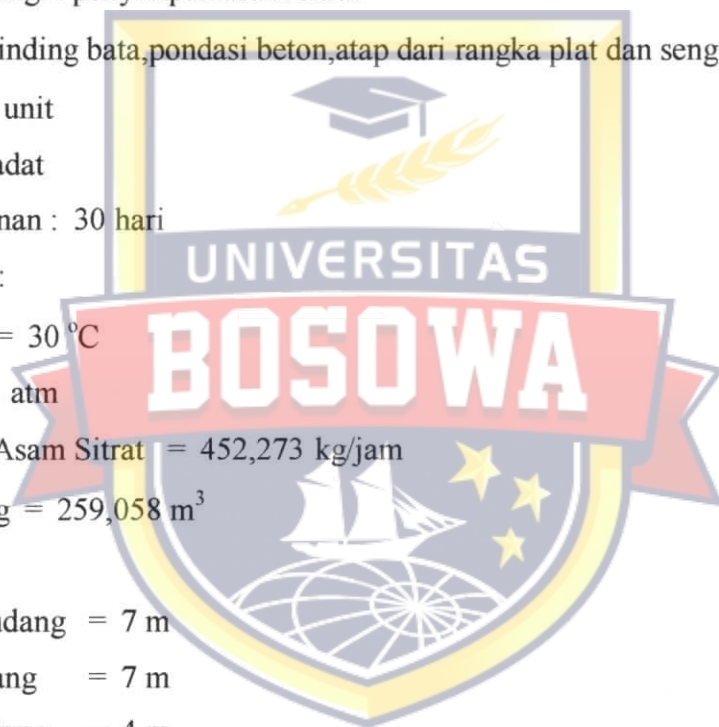 inding bata,pondasi beton,atap dari rangka plat dan seng
unit
adat
nan : 30 hari
:
= 30 °C
atm
Asam Sitrat = 452,273 kg/jam
g = 259,058 m³
dang = 7 m
ang = 7 m
UNIVERSITAS
BOSOWA